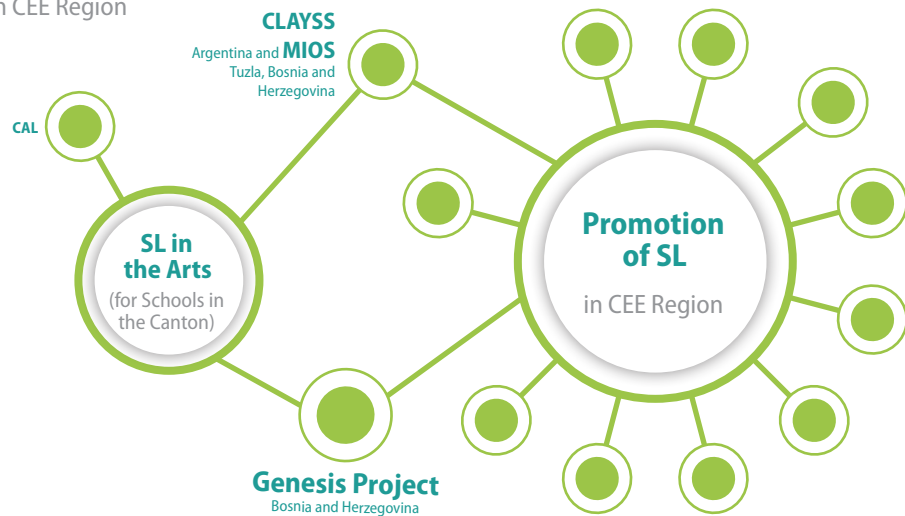 n CEE Region
CLAYSS
Argentina and MIOS
Tuzla, Bosnia and
Herzegovina
CAL
SL in
the Arts
(for Schools in
the Canton)
Promotion
of SL
in CEE Region
Genesis Project
Bosnia and Herzegovina